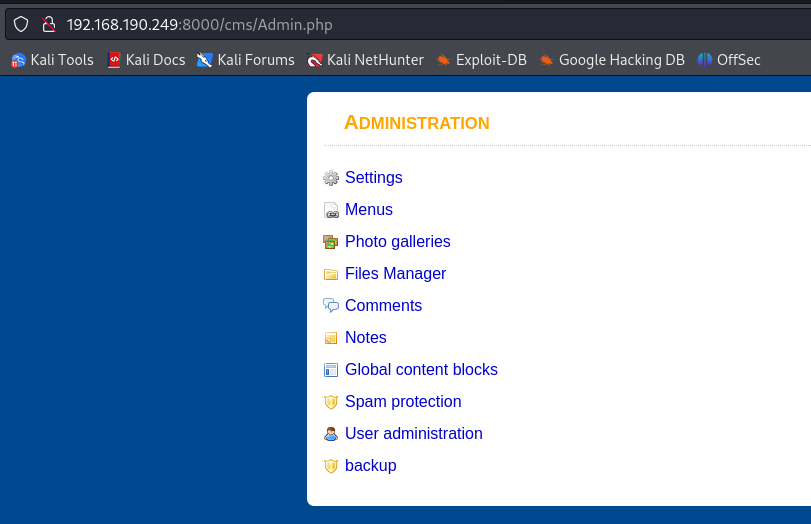 192.168.190.249:8000/cms/Admin.php
Kali Tools Kali Docs Kali Forums Kali NetHunter Exploit-DB Google Hacking DB OffSec
ADMINISTRATION
Settings
Menus
Photo galleries
Files Manager
Comments
Notes
Global content blocks
Spam protection
User administration
backup